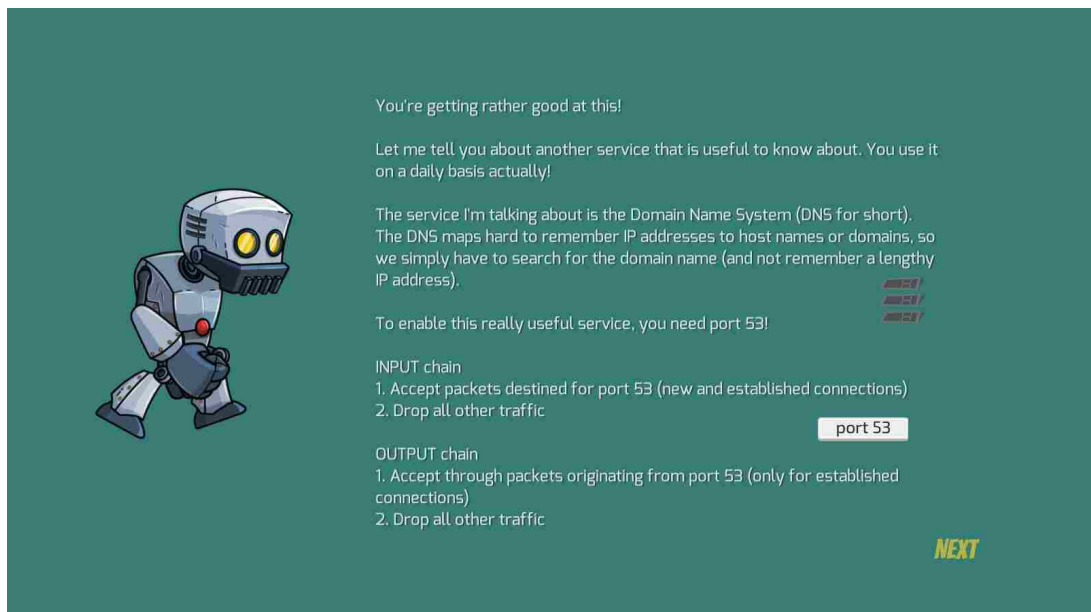 You're getting rather good at this!
Let me tell you about another service that is useful to know about. You use it
on a daily basis actually!
The service I'm talking about is the Domain Name System (DNS for short).
The DNS maps hard to remember IP addresses to host names or domains, so
we simply have to search for the domain name (and not remember a lengthy
IP address).
To enable this really useful service, you need port 53!
INPUT chain
1. Accept packets destined for port 53 (new and established connections)
2. Drop all other traffic
port 53
OUTPUT chain
1. Accept through packets originating from port 53 (only for established
connections)
2. Drop all other traffic
NEXT